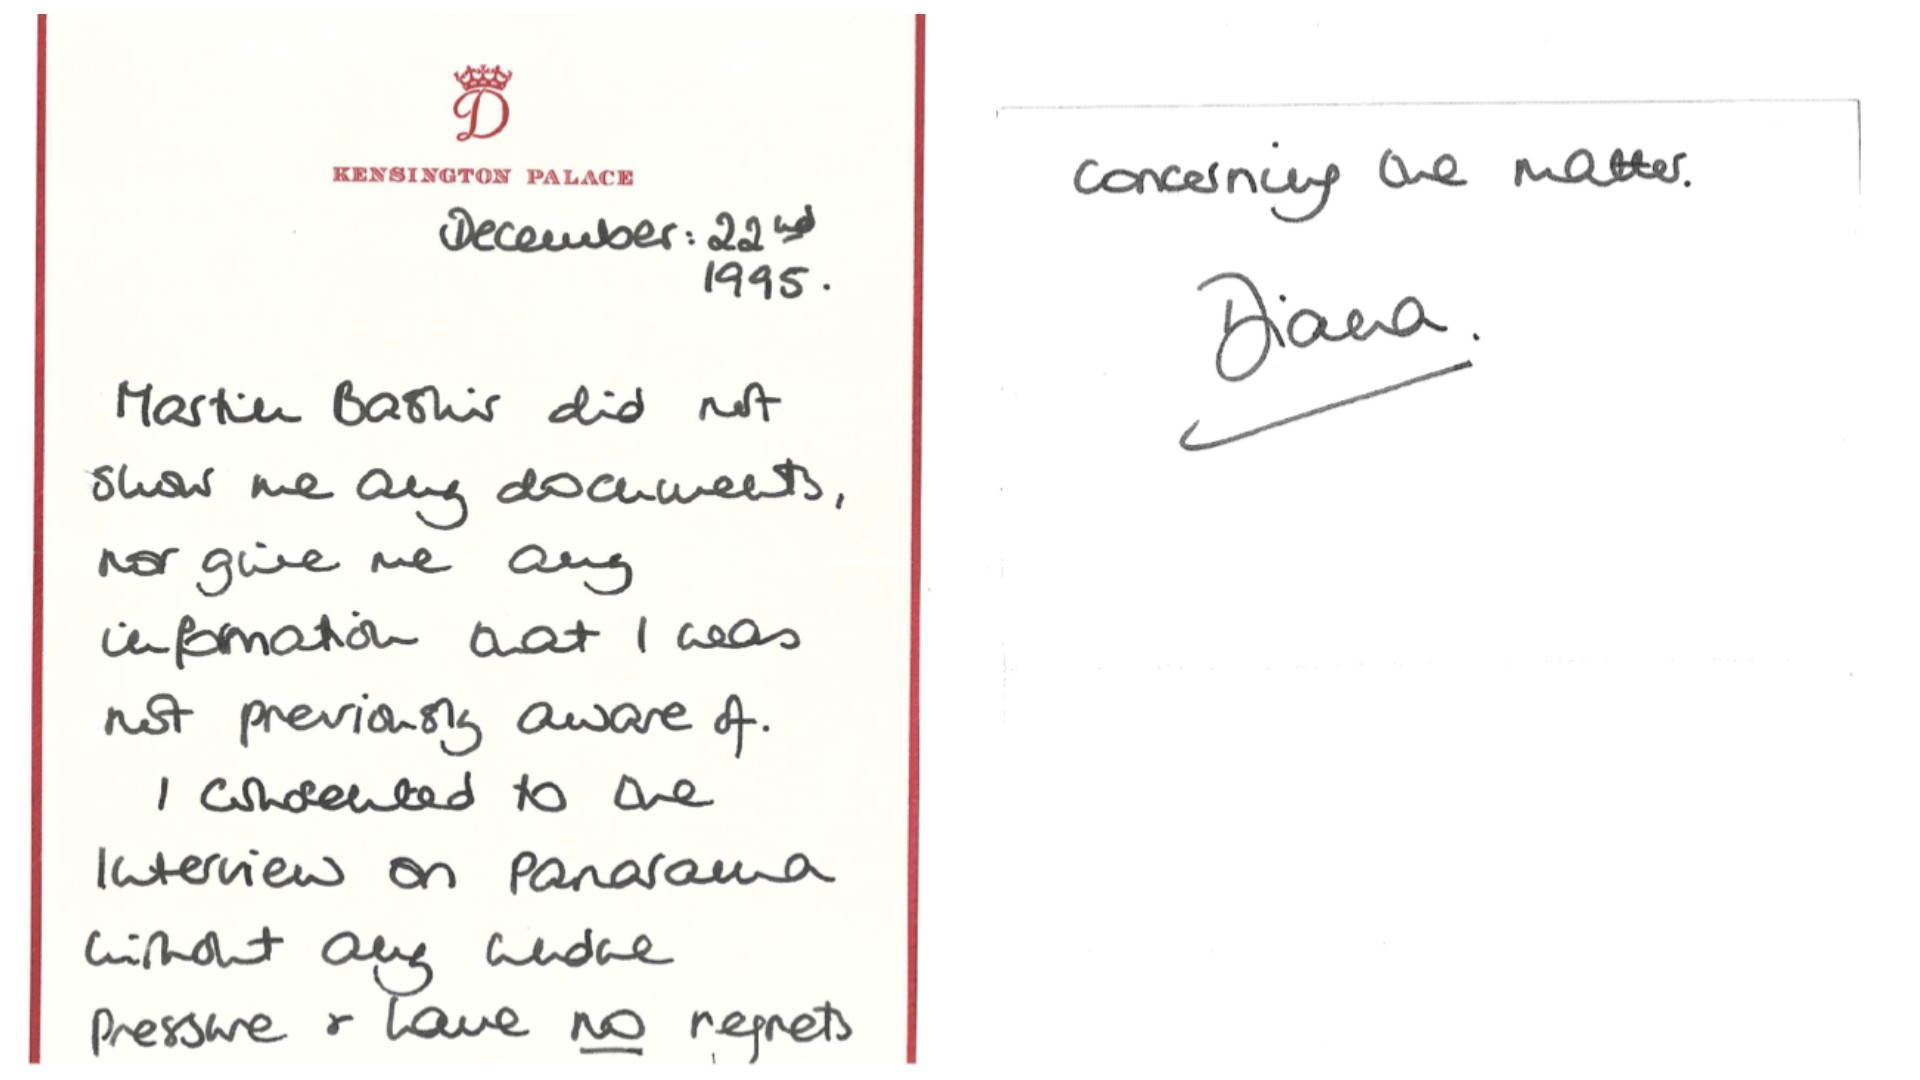 D
KENSINGTON PALACE
December: 22nd
1995.
Martin Bashir did not
show me any documents,
nor give me any
information that I was
not previously aware of.
I consented to the
Interview on Panarama
without any undue
pressure & have no regrets
concerning the matter.
Diana.